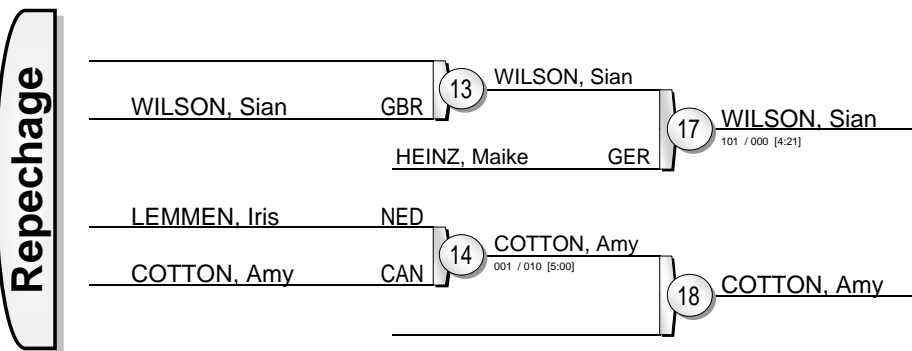 Repechage
WILSON, Sian GBR
13
WILSON, Sian
HEINZ, Maike GER
17
WILSON, Sian
101 / 000 [4:21]
LEMMEN, Iris NED
COTTON, Amy CAN
14
COTTON, Amy
001 / 010 [5:00]
18
COTTON, Amy